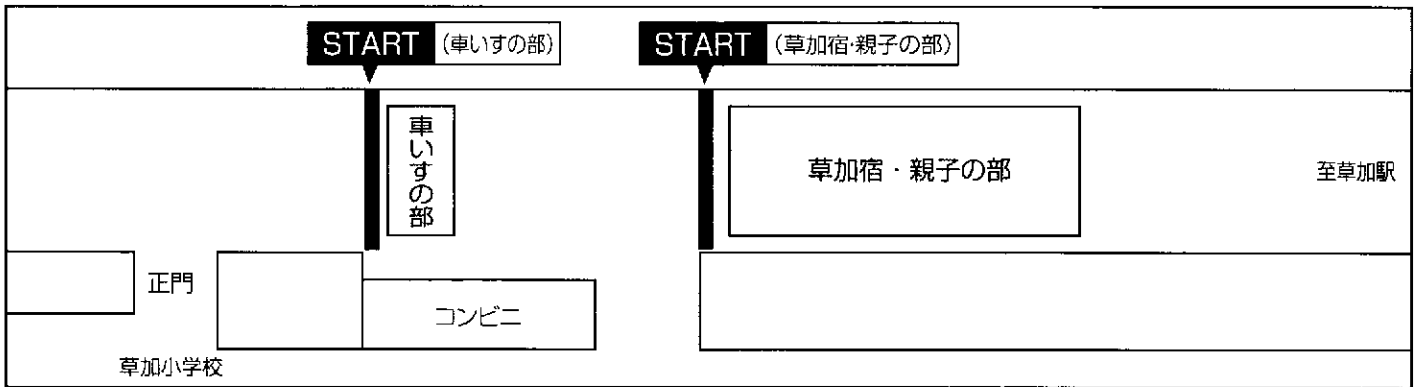 START (車いすの部)
START (草加宿・親子の部)
車いすの部
草加宿・親子の部
至草加駅
正門
コンビニ
草加小学校